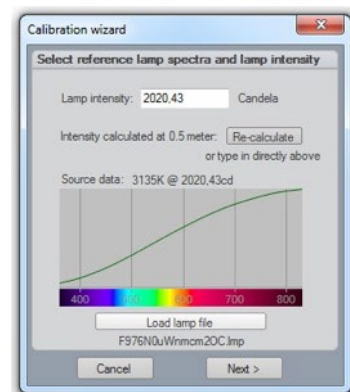 Calibration wizard
Select reference lamp spectra and lamp intensity
Lamp intensity: 2020,43 Candela
Intensity calculated at 0.5 meter: Re-calculate
or type in directly above
Source data: 3135K @ 2020,43cd
400 500 600 700 800
Load lamp file
F976N0uWnmcm2OC.lmp
Cancel Next >